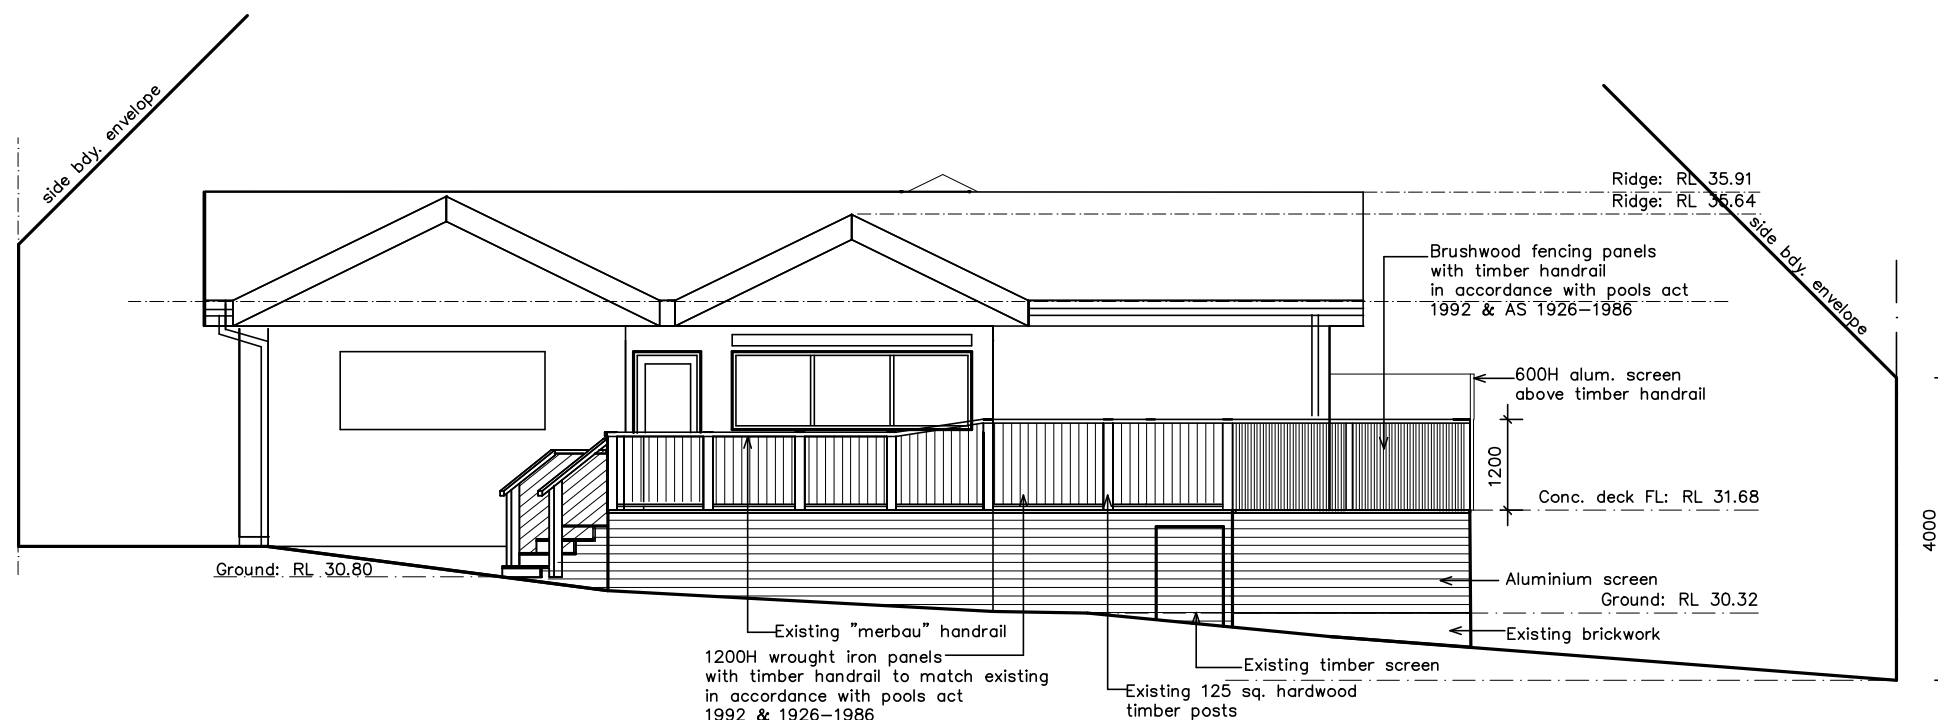 side bdy. envelope
Ridge: RL 35.91
Ridge: RL 35.64
side bdy. envelope
Brushwood fencing panels
with timber handrail
in accordance with pools act
1992 & AS 1926-1986
600H alum. screen
above timber handrail
1200
Conc. deck FL: RL 31.68
4000
Ground: RL 30.80
Aluminium screen
Ground: RL 30.32
Existing "merbau" handrail
Existing brickwork
1200H wrought iron panels
with timber handrail to match existing
in accordance with pools act
1992 & 1926-1986
Existing timber screen
Existing 125 sq. hardwood
timber posts